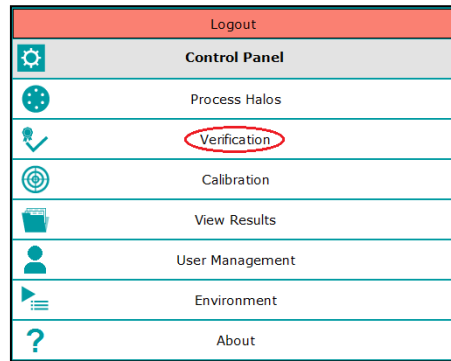 Logout
Control Panel
Process Halos
Verification
Calibration
View Results
User Management
Environment
About